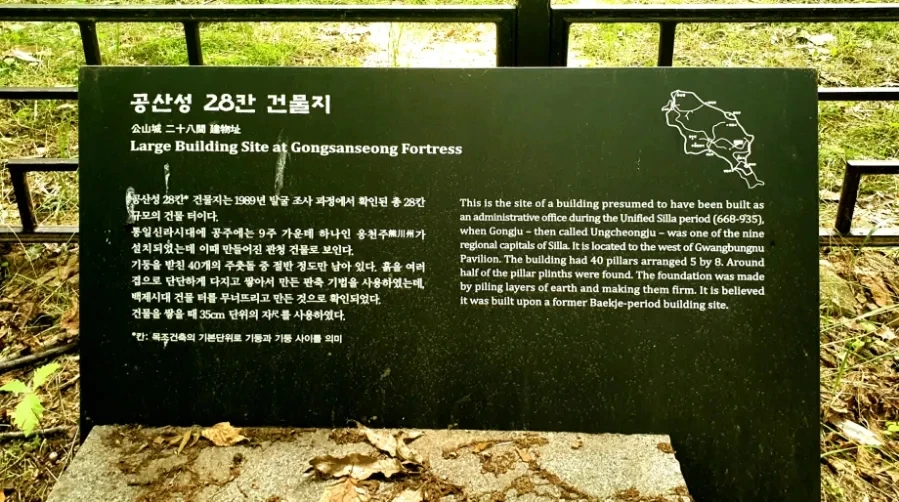 공산성 28칸 건물지
公山城 二十八間 建物址
Large Building Site at Gongsanseong Fortress
공산성 28칸* 건물지는 1989년 발굴 조사 과정에서 확인된 총 28칸
규모의 건물 터이다.
통일신라시대에 공주에는 9주 가운데 하나인 웅천주熊川州가
설치되었는데 이때 만들어진 관청 건물로 보인다.
기둥을 받친 40개의 주춧돌 중 절반 정도만 남아 있다. 흙을 여러
겹으로 단단하게 다지고 쌓아서 만든 판축 기법을 사용하였는데,
백제시대 건물 터를 무너뜨리고 만든 것으로 확인되었다.
건물을 쌓을 때 35cm 단위의 자尺를 사용하였다.
*칸: 목조건축의 기본단위로 기둥과 기둥 사이를 의미
This is the site of a building presumed to have been built as
an administrative office during the Unified Silla period (668-935),
when Gongju – then called Ungcheongju – was one of the nine
regional capitals of Silla. It is located to the west of Gwangbungnu
Pavilion. The building had 40 pillars arranged 5 by 8. Around
half of the pillar plinths were found. The foundation was made
by piling layers of earth and making them firm. It is believed
it was built upon a former Baekje-period building site.